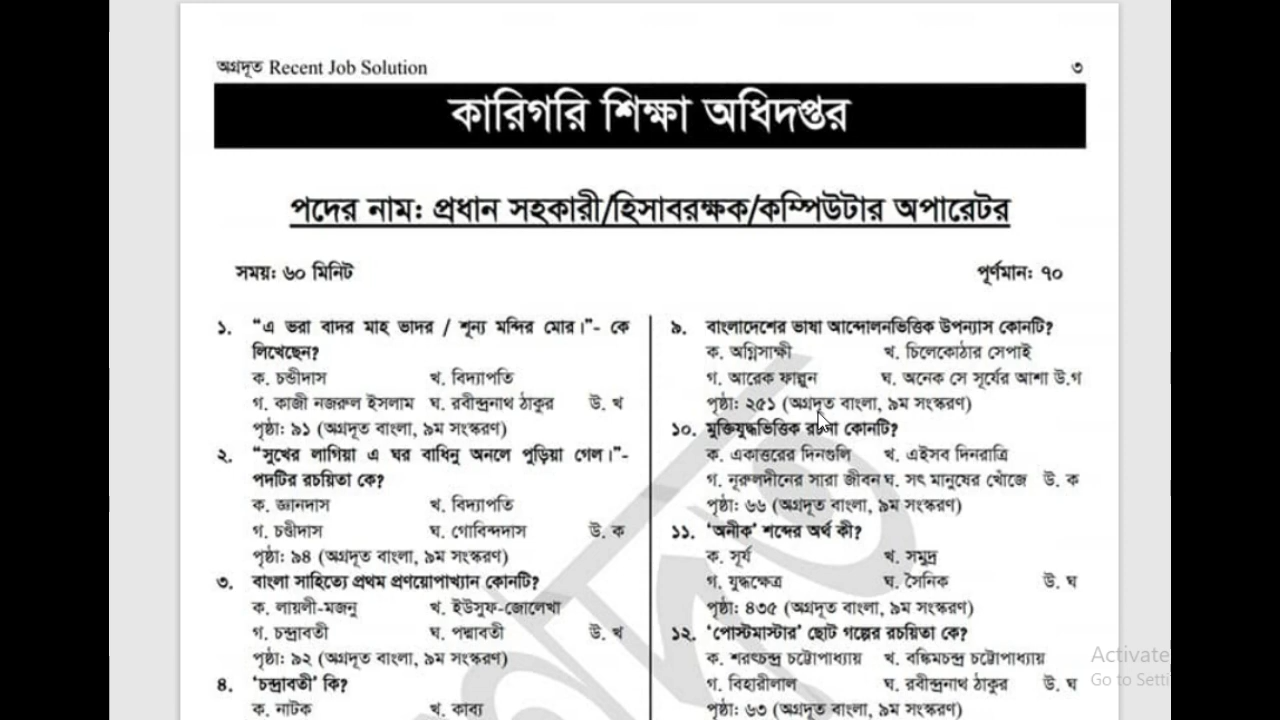 অগ্রদূত Recent Job Solution
৩
কারিগরি শিক্ষা অধিদপ্তর
পদের নাম: প্রধান সহকারী/হিসাবরক্ষক/কম্পিউটার অপারেটর
সময়: ৬০ মিনিট
পূর্ণমান: ৭০
১. “এ ভরা বাদর মাহ ভাদর / শূন্য মন্দির মোর।”- কে
লিখেছেন?
ক. চন্ডীদাস খ. বিদ্যাপতি
গ. কাজী নজরুল ইসলাম ঘ. রবীন্দ্রনাথ ঠাকুর উ. খ
পৃষ্ঠা: ৯১ (অগ্রদূত বাংলা, ৯ম সংস্করণ)
২. “সুখের লাগিয়া এ ঘর বাধিনু অনলে পুড়িয়া গেল।”-
পদটির রচয়িতা কে?
ক. জ্ঞানদাস খ. বিদ্যাপতি
গ. চণ্ডীদাস ঘ. গোবিন্দদাস উ. ক
পৃষ্ঠা: ৯৪ (অগ্রদূত বাংলা, ৯ম সংস্করণ)
৩. বাংলা সাহিত্যে প্রথম প্রণয়োপাখ্যান কোনটি?
ক. লায়লী-মজনু খ. ইউসুফ-জোলেখা
গ. চন্দ্রাবতী ঘ. পদ্মাবতী উ. খ
পৃষ্ঠা: ৯২ (অগ্রদূত বাংলা, ৯ম সংস্করণ)
৪. ‘চন্দ্রাবতী’ কি?
ক. নাটক খ. কাব্য
৯. বাংলাদেশের ভাষা আন্দোলনভিত্তিক উপন্যাস কোনটি?
ক. অগ্নিসাক্ষী খ. চিলেকোঠার সেপাই
গ. আরেক ফাল্গুন ঘ. অনেক সে সূর্যের আশা উ.গ
পৃষ্ঠা: ২৫১ (অগ্রদূত বাংলা, ৯ম সংস্করণ)
১০. মুক্তিযুদ্ধভিত্তিক রচনা কোনটি?
ক. একাত্তরের দিনগুলি খ. এইসব দিনরাত্রি
গ. নূরুলদীনের সারা জীবন ঘ. সৎ মানুষের খোঁজে উ. ক
পৃষ্ঠা: ৬৬ (অগ্রদূত বাংলা, ৯ম সংস্করণ)
১১. ‘অনীক’ শব্দের অর্থ কী?
ক. সূর্য খ. সমুদ্র
গ. যুদ্ধক্ষেত্র ঘ. সৈনিক উ. ঘ
পৃষ্ঠা: ৪৩৫ (অগ্রদূত বাংলা, ৯ম সংস্করণ)
১২. ‘পোস্টমাস্টার’ ছোট গল্পের রচয়িতা কে?
ক. শরৎচন্দ্র চট্টোপাধ্যায় খ. বঙ্কিমচন্দ্র চট্টোপাধ্যায়
গ. বিহারীলাল ঘ. রবীন্দ্রনাথ ঠাকুর উ. ঘ
পৃষ্ঠা: ৬৩ (অগ্রদূত বাংলা, ৯ম সংস্করণ)
Activate
Go to Setti